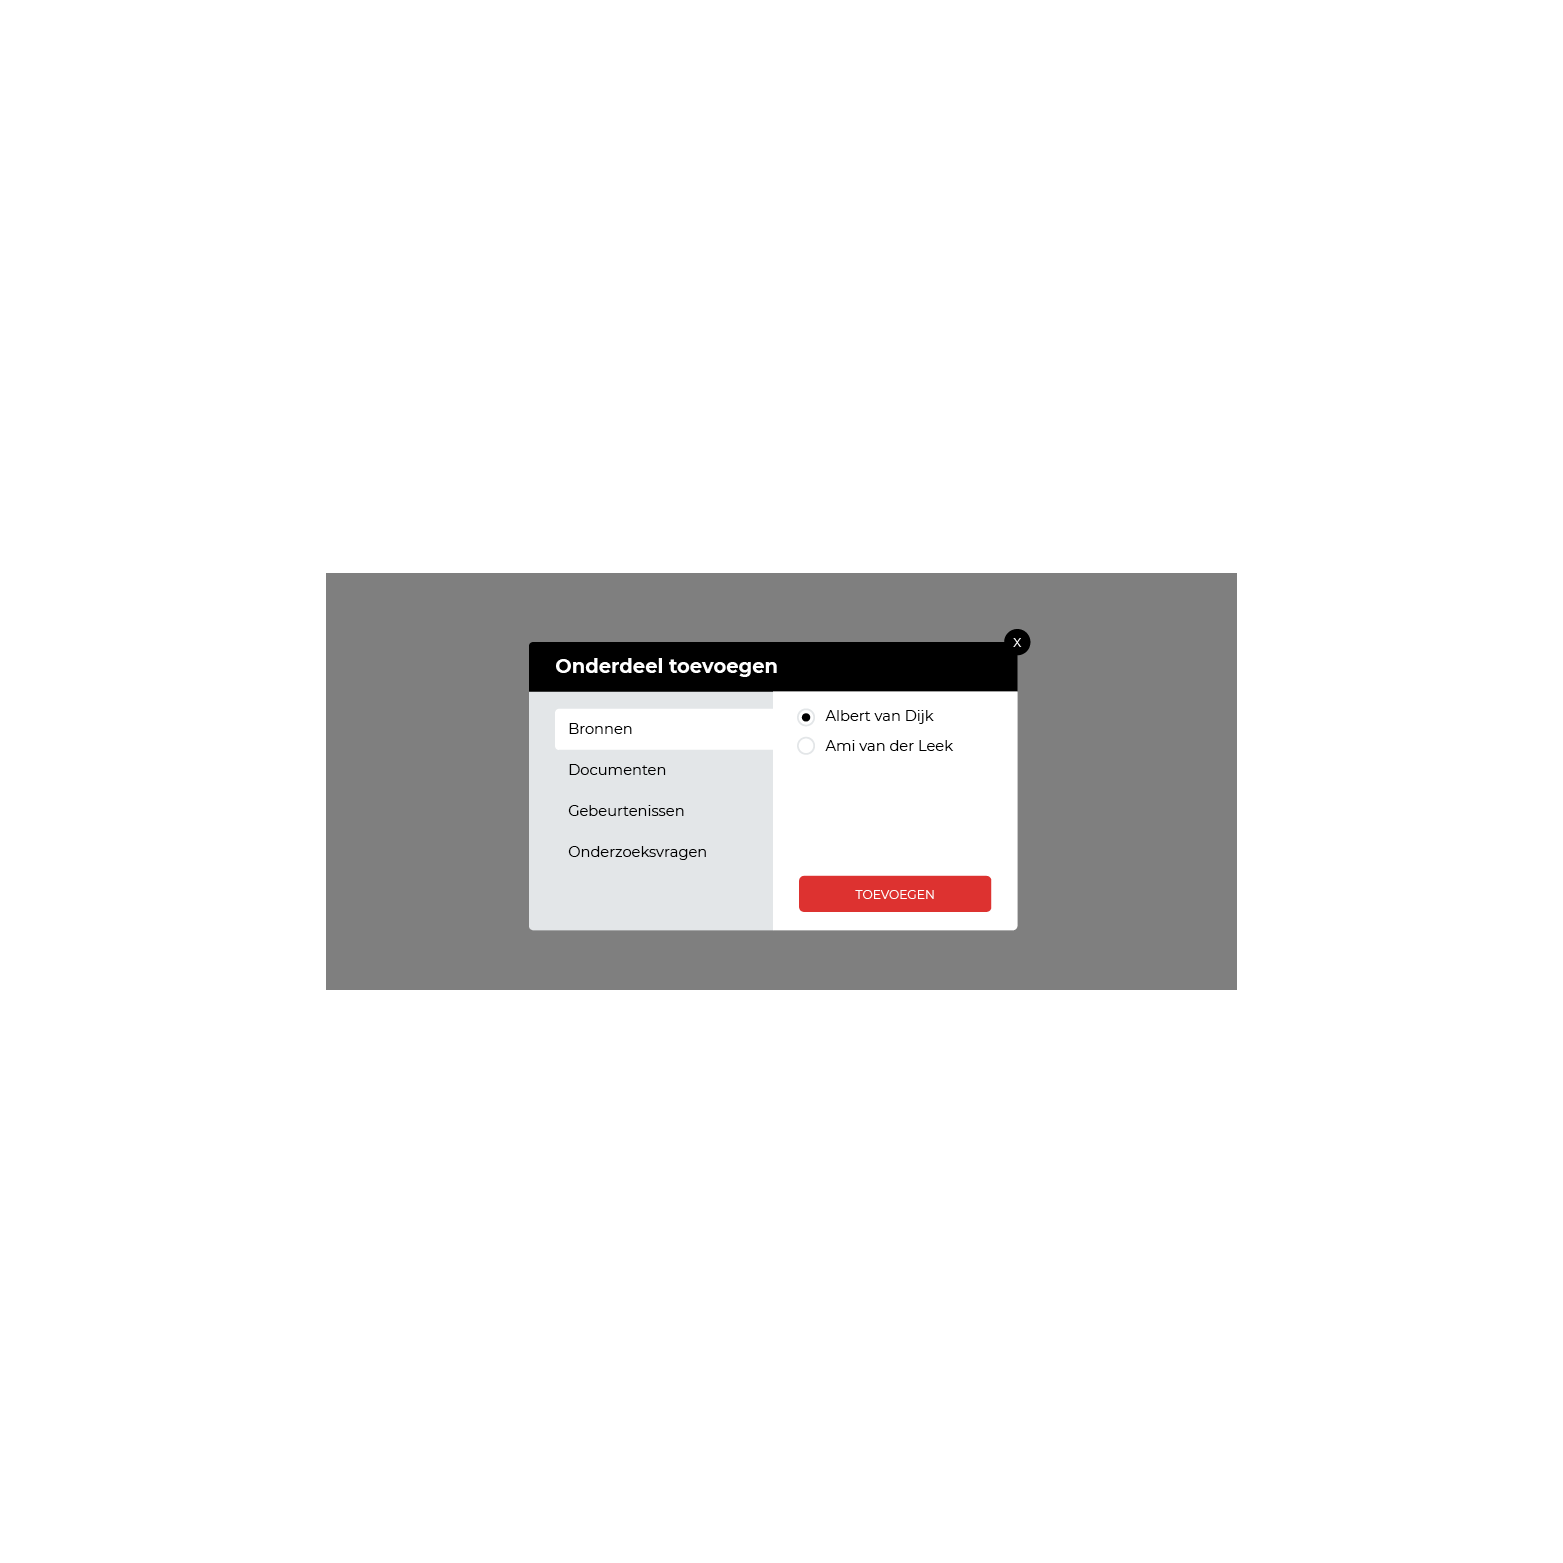 X
Onderdeel toevoegen
Bronnen
Documenten
Gebeurtenissen
Onderzoeksvragen
Albert van Dijk
Ami van der Leek
TOEVOEGEN